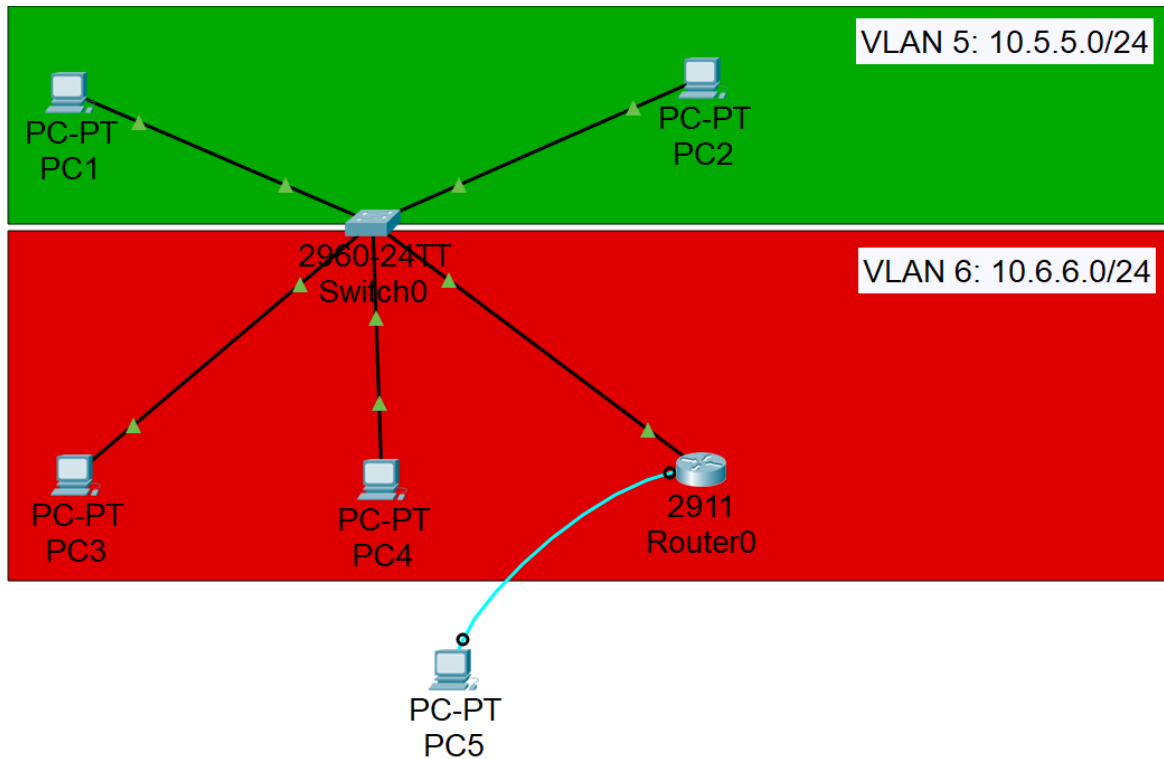 VLAN 5: 10.5.5.0/24
PC-PT
PC1
PC-PT
PC2
2960-24TT
Switch0
VLAN 6: 10.6.6.0/24
PC-PT
PC3
PC-PT
PC4
2911
Router0
PC-PT
PC5